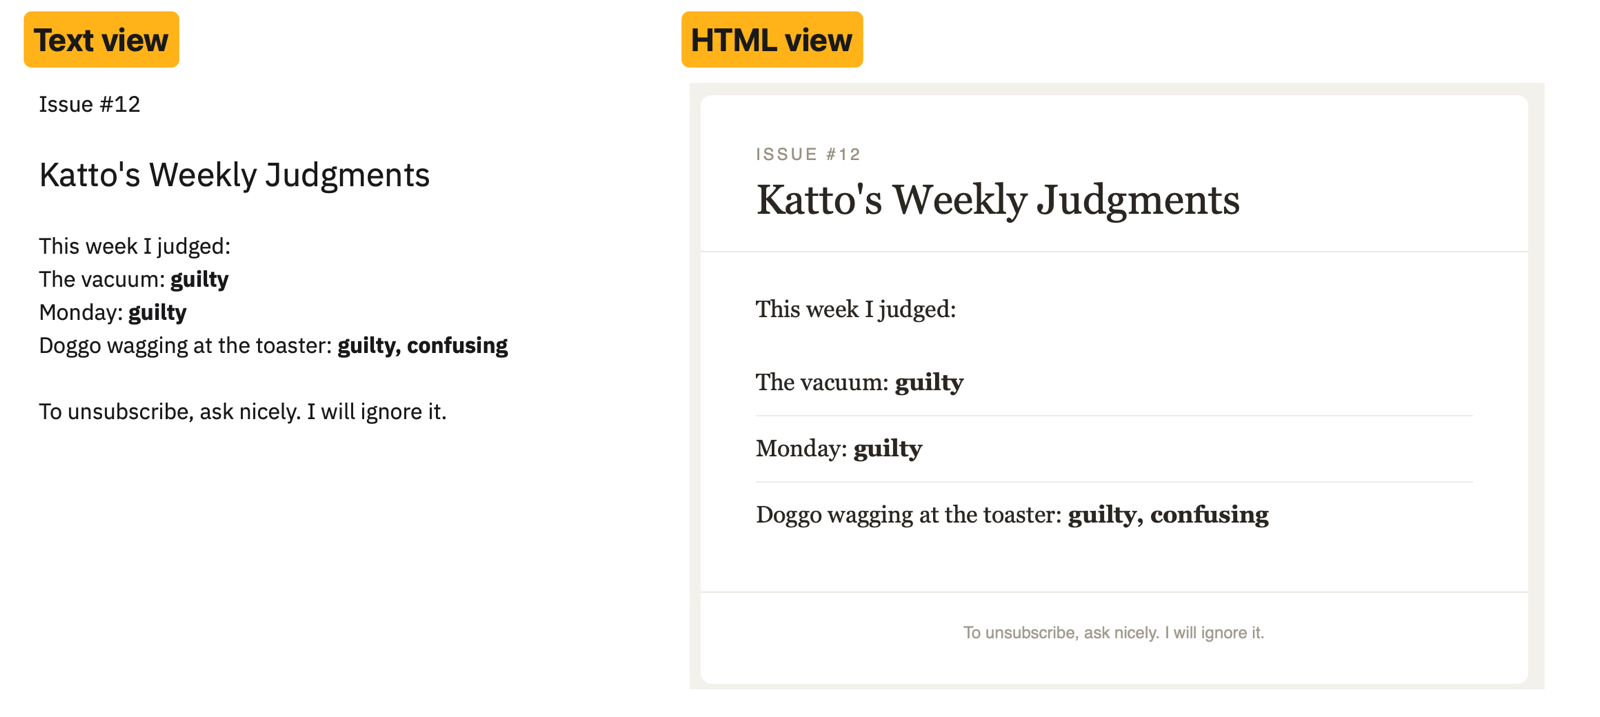 Text view
Issue #12
Katto's Weekly Judgments
This week I judged:
The vacuum: guilty
Monday: guilty
Doggo wagging at the toaster: guilty, confusing
To unsubscribe, ask nicely. I will ignore it.
HTML view
ISSUE #12
Katto's Weekly Judgments
This week I judged:
The vacuum: guilty
Monday: guilty
Doggo wagging at the toaster: guilty, confusing
To unsubscribe, ask nicely. I will ignore it.